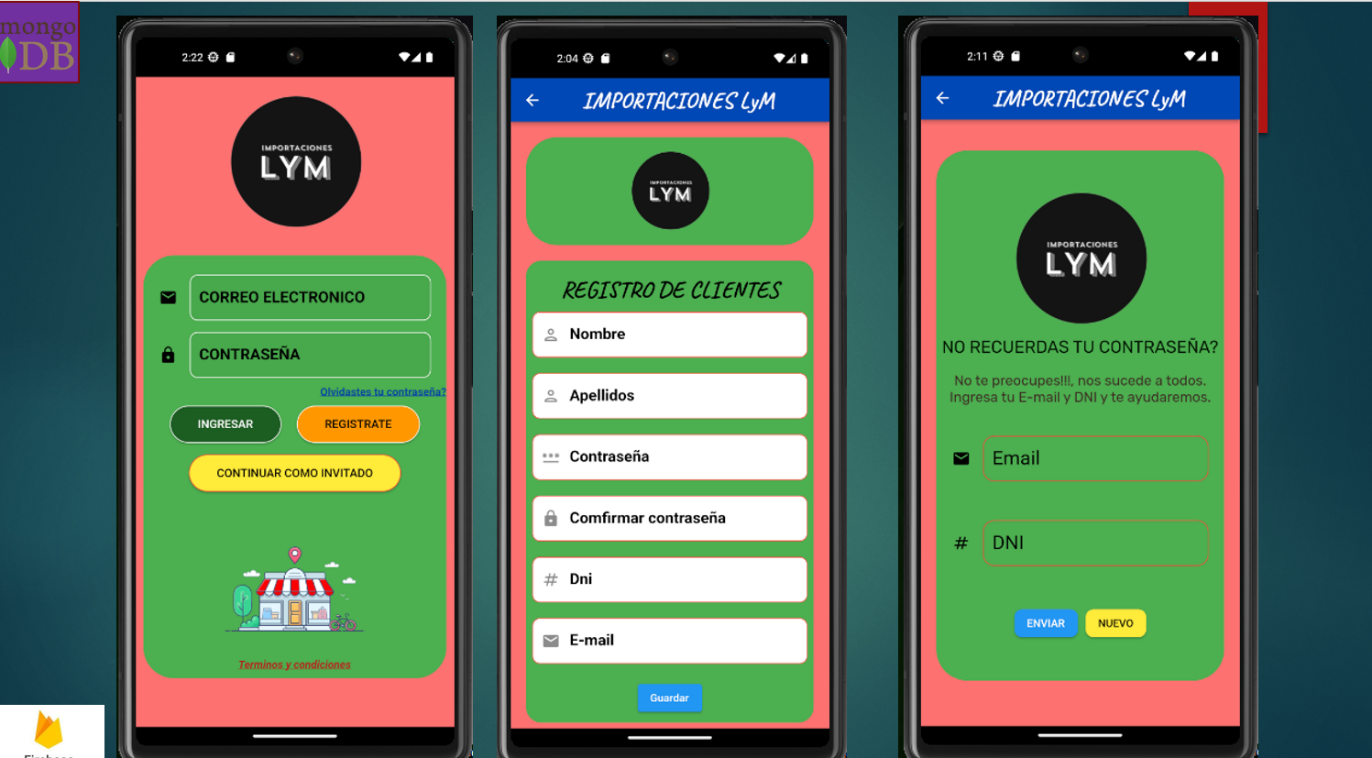 mongo
DB
2:22
IMPORTACIONES
LYM
CORREO ELECTRONICO
CONTRASEÑA
Olvidastes tu contraseña?
INGRESAR
REGISTRATE
CONTINUAR COMO INVITADO
Terminos y condiciones
2:04
IMPORTACIONES LyM
IMPORTACIONES
LYM
REGISTRO DE CLIENTES
Nombre
Apellidos
Contraseña
Comfirmar contraseña
# Dni
E-mail
Guardar
2:11
IMPORTACIONES LyM
IMPORTACIONES
LYM
NO RECUERDAS TU CONTRASEÑA?
No te preocupes!!!, nos sucede a todos.
Ingresa tu E-mail y DNI y te ayudaremos.
Email
# DNI
ENVIAR
NUEVO
Firebase